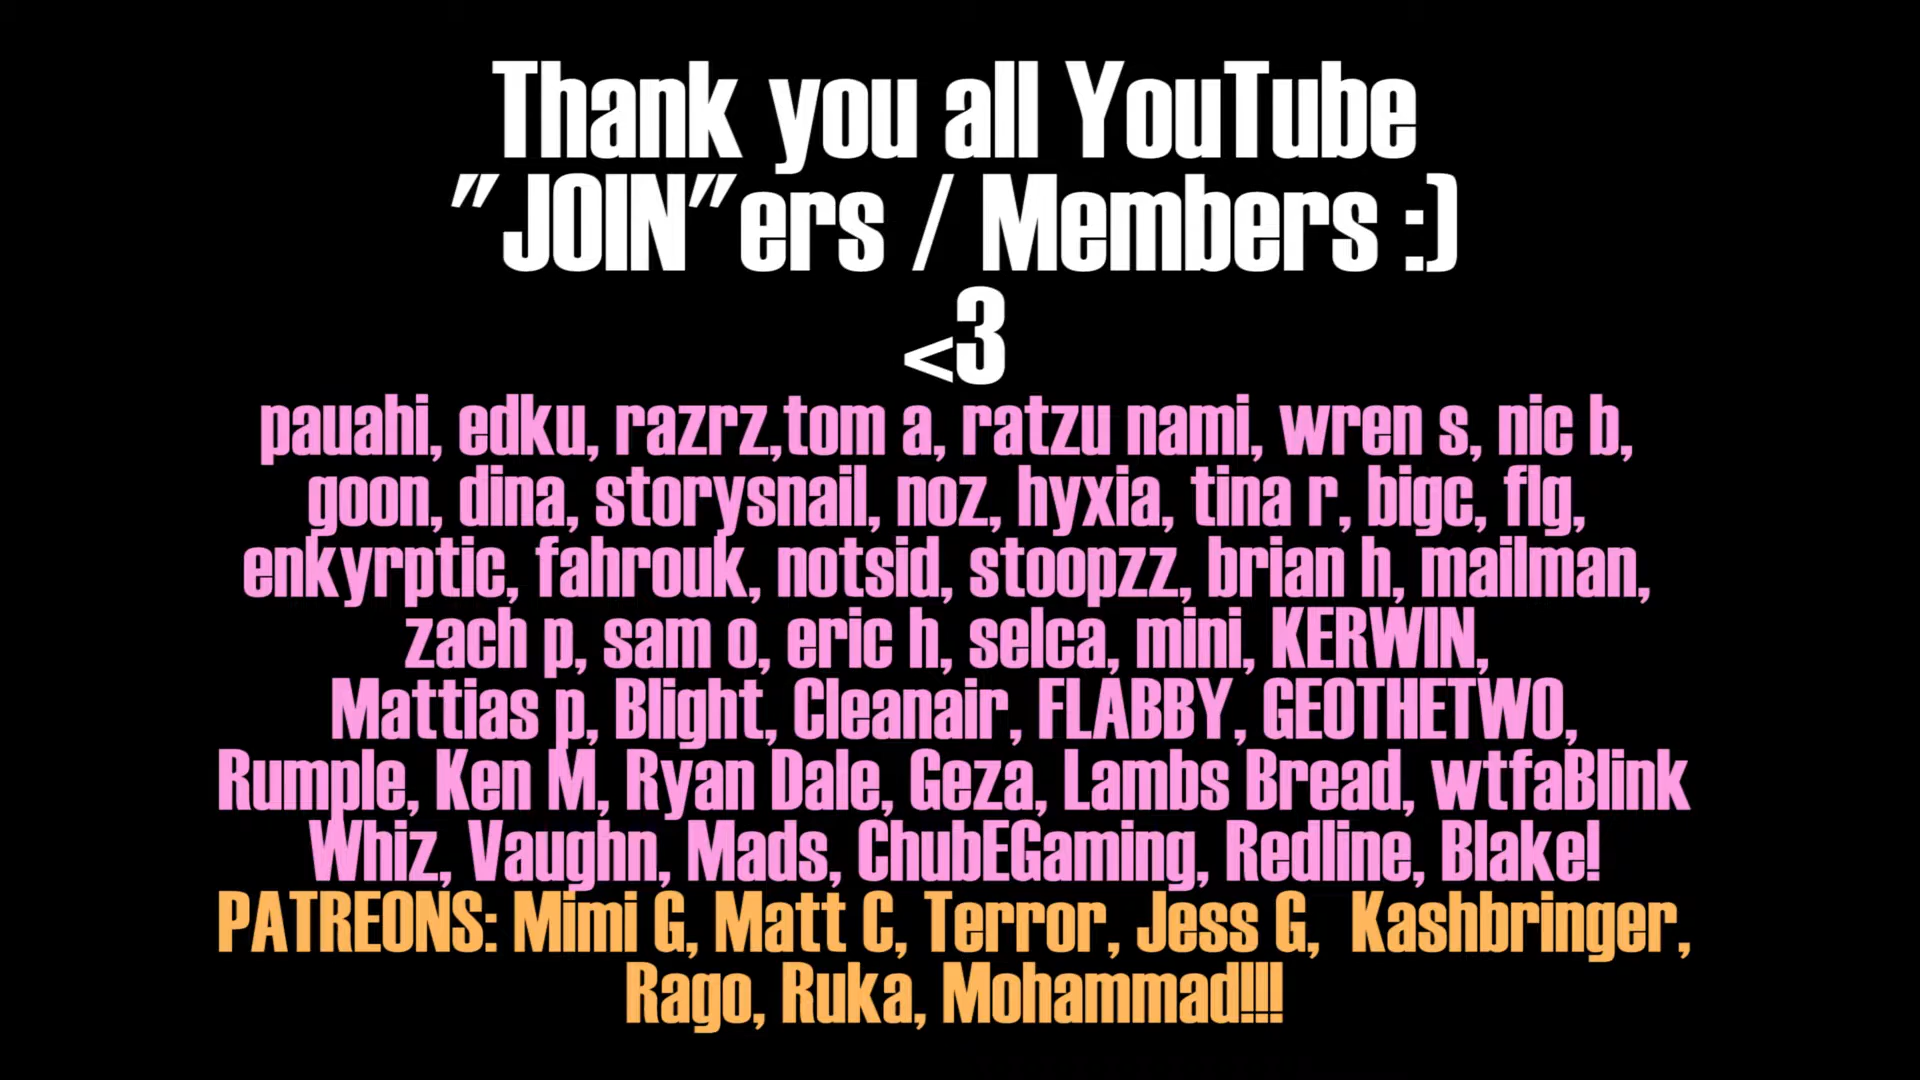 Thank you all YouTube
"JOIN"ers / Members :)
<3
pauahi, edku, razrz,tom a, ratzu nami, wren s, nic b,
goon, dina, storysnail, noz, hyxia, tina r, bigc, flg,
enkyrptic, fahrouk, notsid, stoopzz, brian h, mailman,
zach p, sam o, eric h, selca, mini, KERWIN,
Mattias p, Blight, Cleanair, FLABBY, GEOTHETWO,
Rumple, Ken M, Ryan Dale, Geza, Lambs Bread, wtfaBlink
Whiz, Vaughn, Mads, ChubEGaming, Redline, Blake!
PATREONS: Mimi G, Matt C, Terror, Jess G,  Kashbringer,
Rago, Ruka, Mohammad!!!